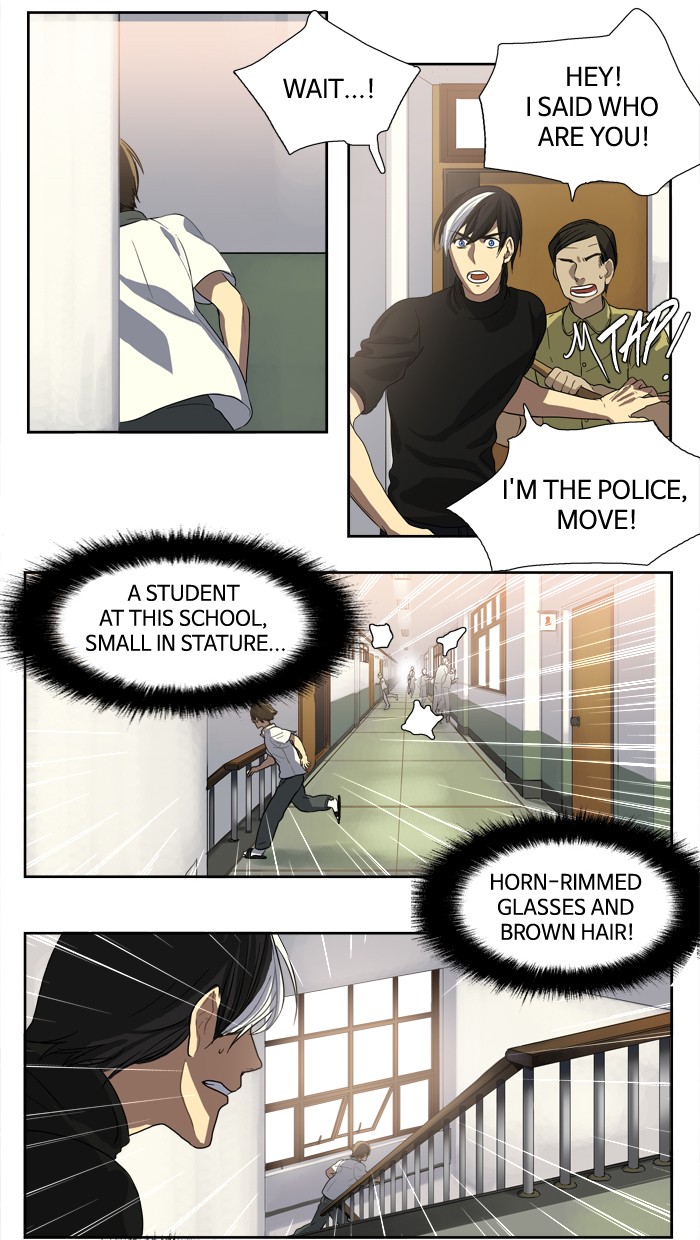 WAIT...!
HEY!
I SAID WHO
ARE YOU!
TAP!
I'M THE POLICE,
MOVE!
A STUDENT
AT THIS SCHOOL,
SMALL IN STATURE...
HORN-RIMMED
GLASSES AND
BROWN HAIR!